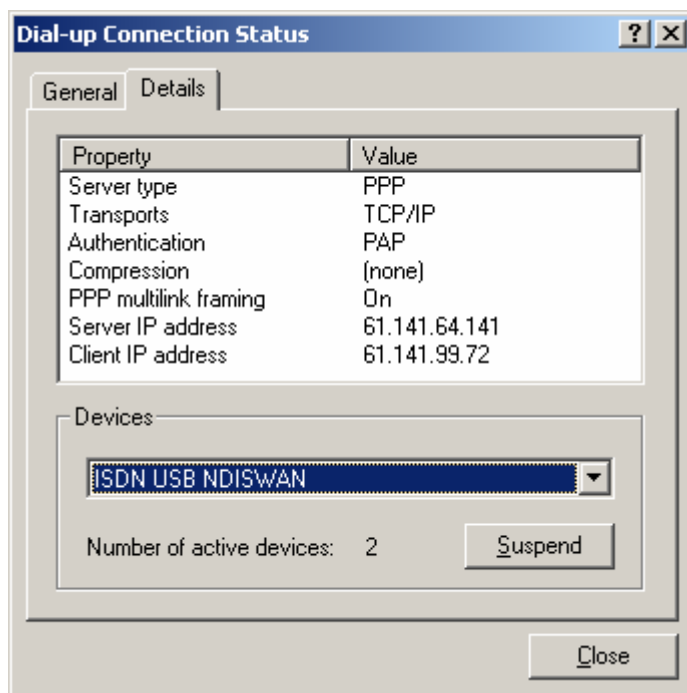 Dial-up Connection Status
General Details
Property Value
Server type PPP
Transports TCP/IP
Authentication PAP
Compression (none)
PPP multilink framing On
Server IP address 61.141.64.141
Client IP address 61.141.99.72
Devices
ISDN USB NDISWAN
Number of active devices: 2 Suspend
Close